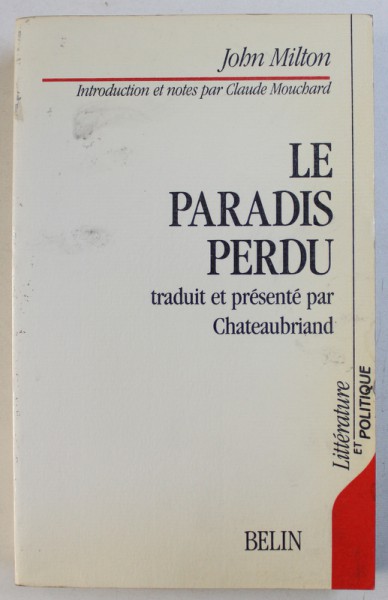 John Milton
Introduction et notes par Claude Mouchard
LE
PARADIS
PERDU
traduit et présenté par
Chateaubriand
Littérature
ET POLITIQUE
BELIN